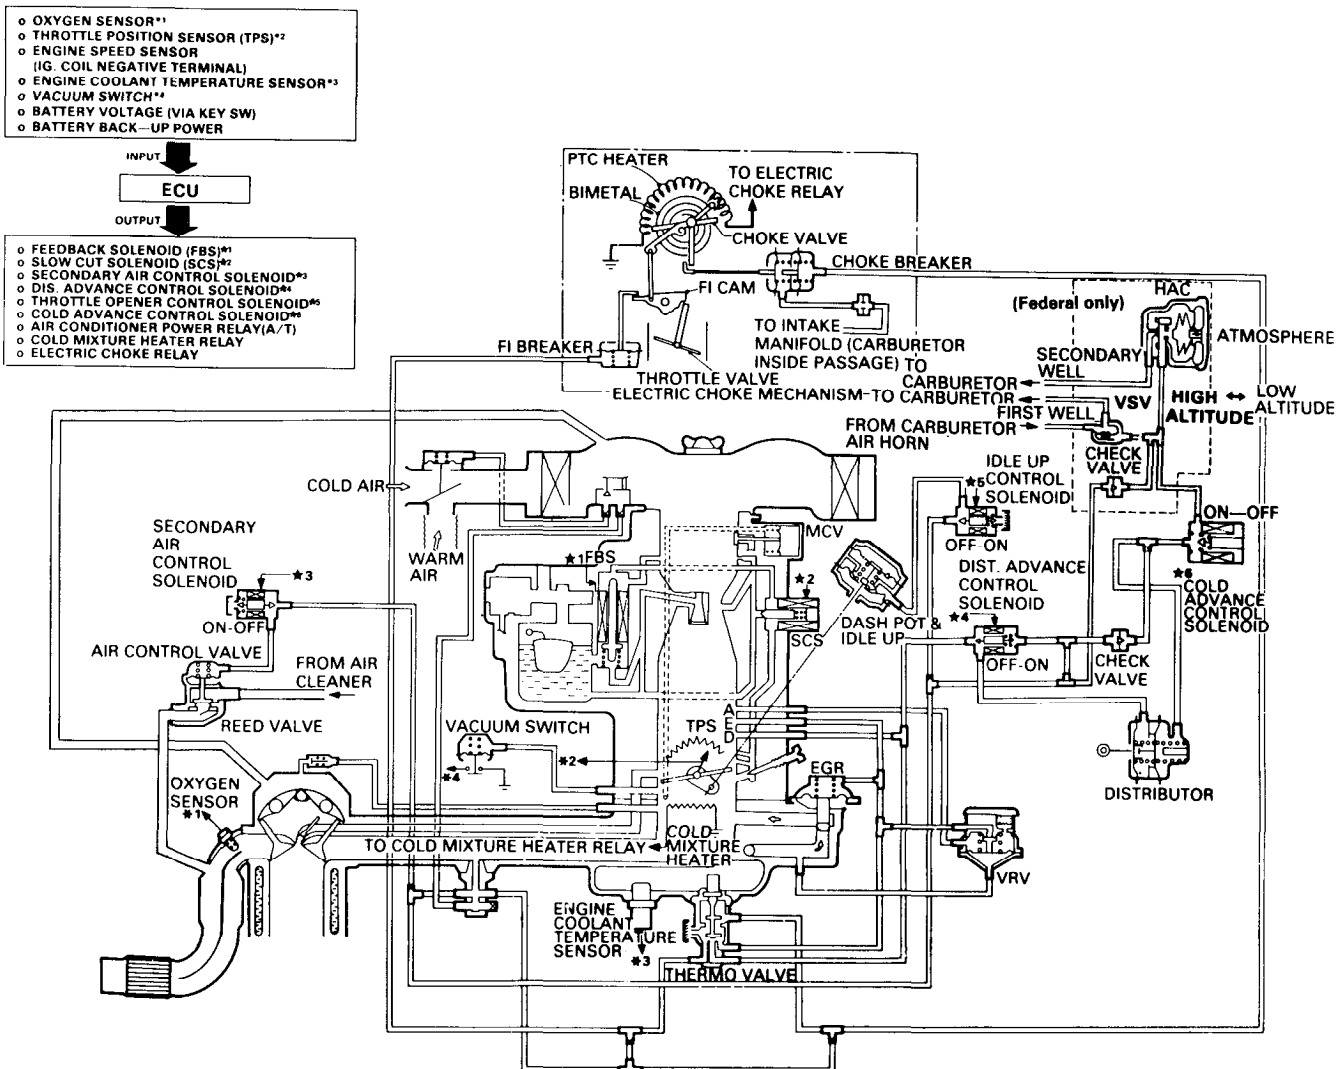 o OXYGEN SENSOR*1
o THROTTLE POSITION SENSOR (TPS)*2
o ENGINE SPEED SENSOR
(IG. COIL NEGATIVE TERMINAL)
o ENGINE COOLANT TEMPERATURE SENSOR*3
o VACUUM SWITCH*4
o BATTERY VOLTAGE (VIA KEY SW)
o BATTERY BACK—UP POWER
INPUT
ECU
OUTPUT
o FEEDBACK SOLENOID (FBS)★1
o SLOW CUT SOLENOID (SCS)★2
o SECONDARY AIR CONTROL SOLENOID★3
o DIS. ADVANCE CONTROL SOLENOID★4
o THROTTLE OPENER CONTROL SOLENOID★5
o COLD ADVANCE CONTROL SOLENOID★6
o AIR CONDITIONER POWER RELAY(A/T)
o COLD MIXTURE HEATER RELAY
o ELECTRIC CHOKE RELAY
PTC HEATER
BIMETAL
TO ELECTRIC
CHOKE RELAY
CHOKE VALVE
CHOKE BREAKER
FI CAM
FI BREAKER
TO INTAKE
MANIFOLD (CARBURETOR
INSIDE PASSAGE)
THROTTLE VALVE
ELECTRIC CHOKE MECHANISM
(Federal only)
HAC
ATMOSPHERE
SECONDARY
WELL
TO
CARBURETOR
TO CARBURETOR
FIRST WELL
VSV
HIGH ↔ LOW
ALTITUDE ALTITUDE
FROM CARBURETOR
AIR HORN
CHECK
VALVE
COLD AIR
WARM
AIR
★5 IDLE UP
CONTROL
SOLENOID
OFF-ON
MCV
ON—OFF
★6
COLD
ADVANCE
CONTROL
SOLENOID
SECONDARY
AIR
CONTROL
SOLENOID
★3
ON-OFF
★1 FBS
★2
SCS
DASH POT &
IDLE UP
DIST. ADVANCE
CONTROL
SOLENOID
★4
OFF-ON
CHECK
VALVE
AIR CONTROL VALVE
FROM AIR
CLEANER
REED VALVE
VACUUM SWITCH
*4
*2
TPS
A
E
D
EGR
DISTRIBUTOR
OXYGEN
SENSOR
*1
TO COLD MIXTURE HEATER RELAY
COLD
MIXTURE
HEATER
VRV
ENGINE
COOLANT
TEMPERATURE
SENSOR
*3
THERMO VALVE